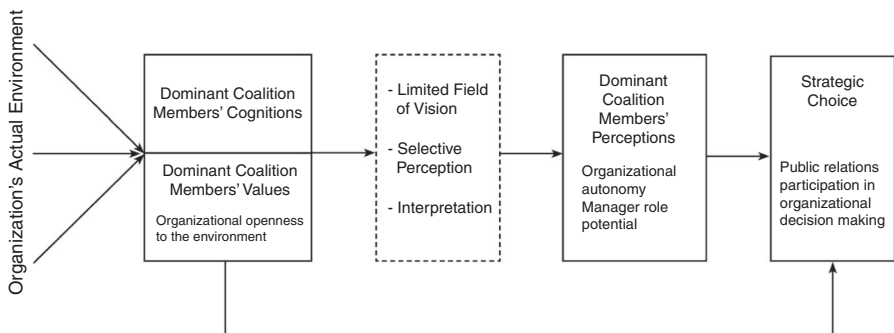 Organization's Actual Environment
Dominant Coalition
Members' Cognitions
Dominant Coalition
Members' Values
Organizational openness
to the environment
- Limited Field
of Vision
- Selective
Perception
- Interpretation
Dominant
Coalition
Members'
Perceptions
Organizational
autonomy
Manager role
potential
Strategic
Choice
Public relations
participation in
organizational
decision making